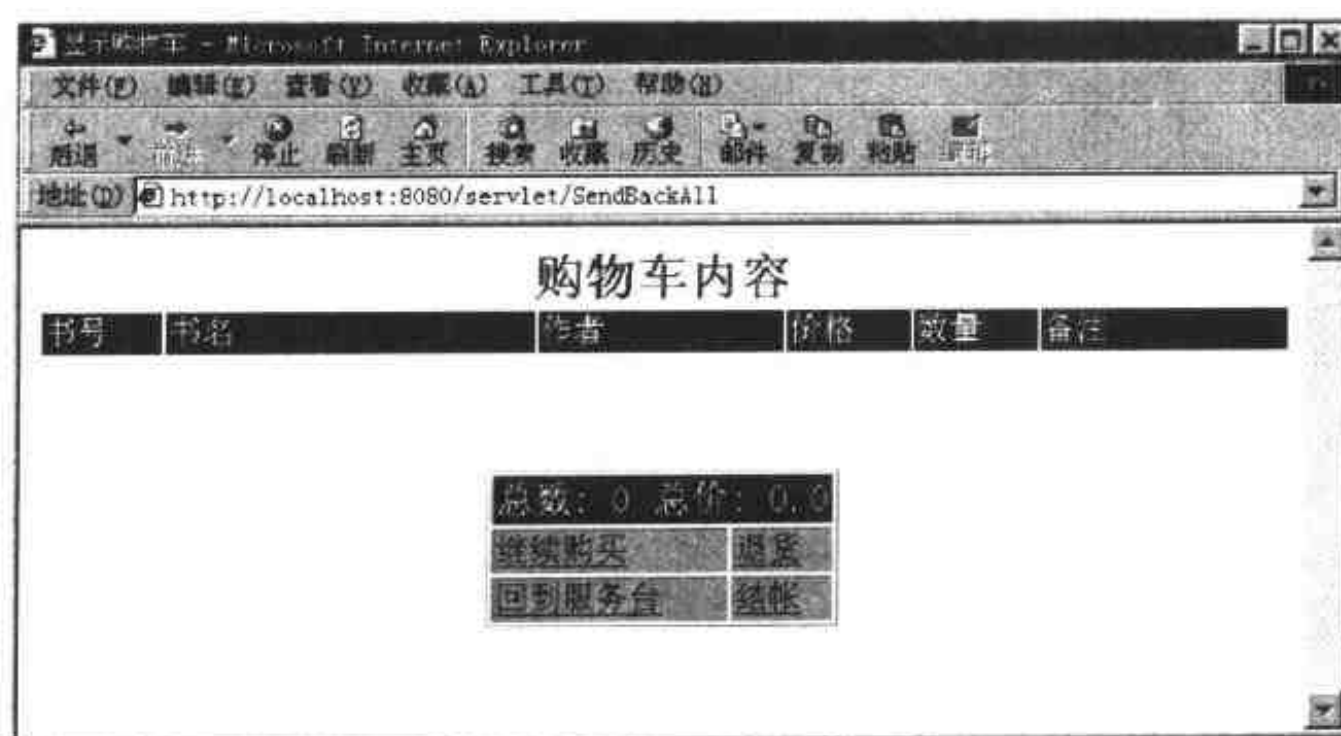 显示购物车 - Microsoft Internet Explorer
文件(F) 编辑(E) 查看(V) 收藏(A) 工具(T) 帮助(H)
后退 前进 停止 刷新 主页 搜索 收藏 历史 邮件 复制 粘贴
地址(D) http://localhost:8080/servlet/SendBackAll
购物车内容
书号 书名 作者 价格 数量 备注
总数: 0 总价: 0.0
继续购买 退货
回到服务台 结帐